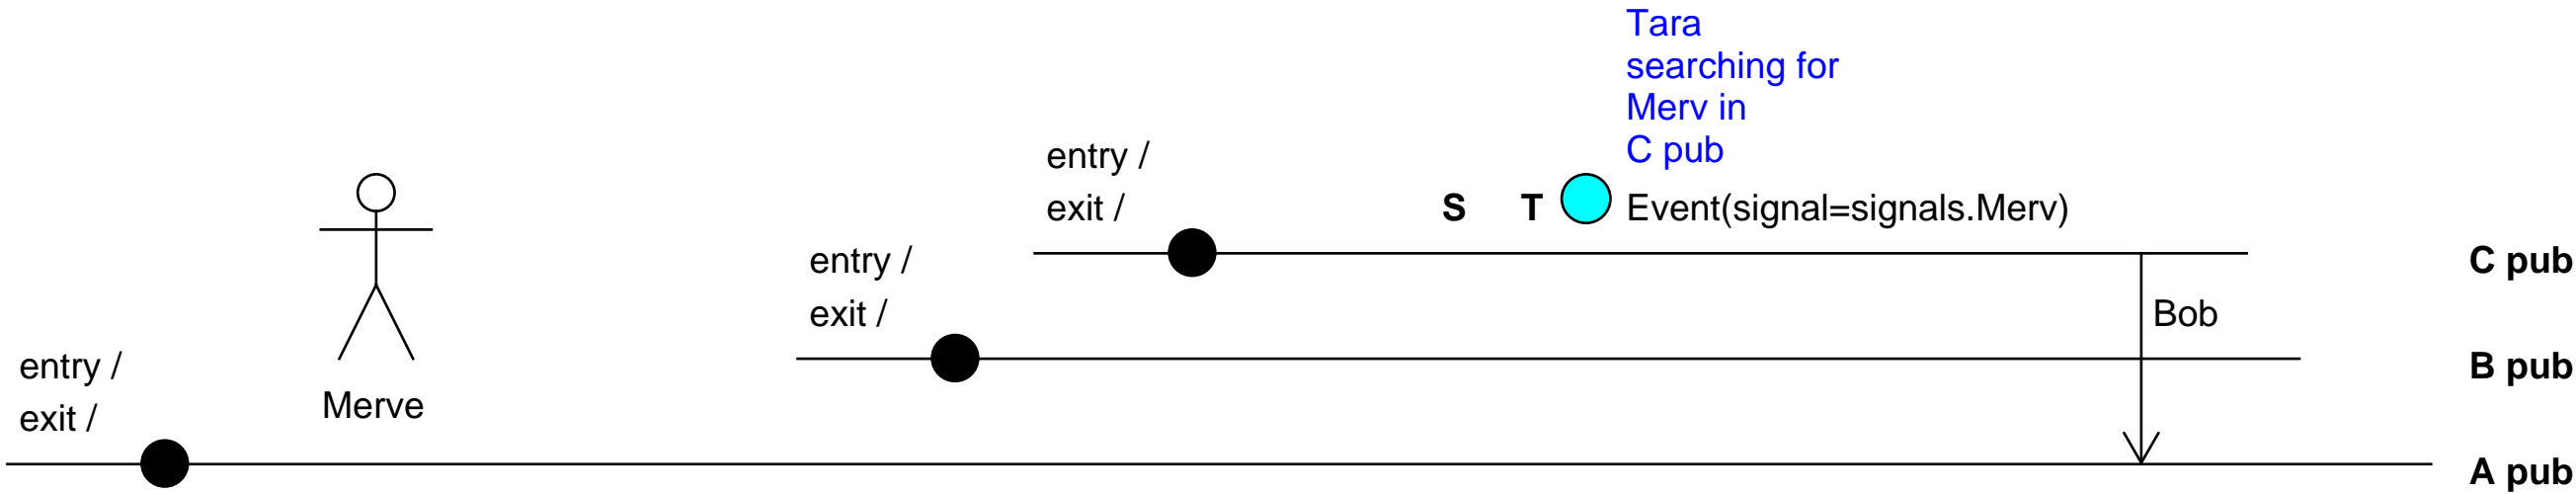 Tara
searching for
Merv in
C pub
entry /
exit /
S T Event(signal=signals.Merv)
entry /
exit /
C pub
Bob
entry /
exit /
Merve
B pub
A pub